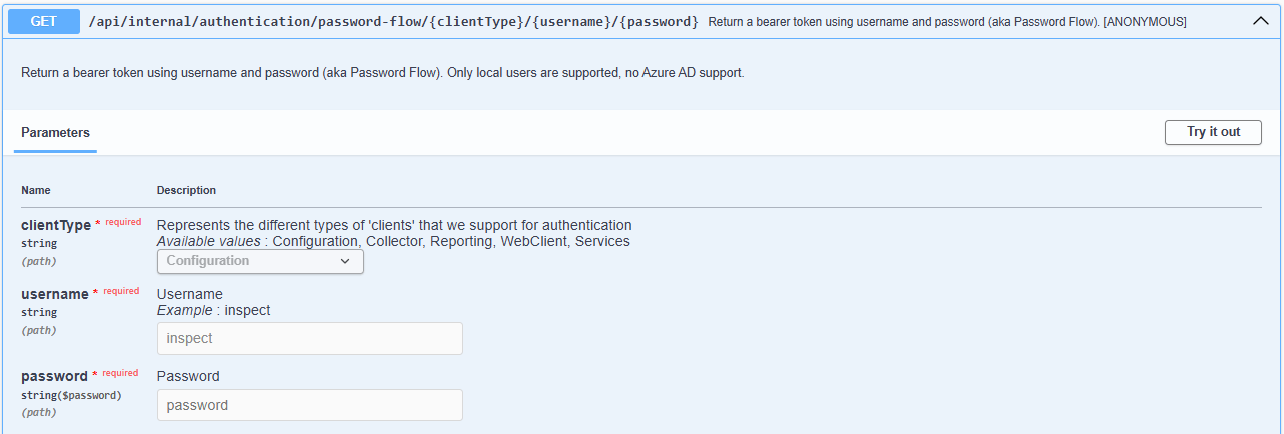 GET /api/internal/authentication/password-flow/{clientType}/{username}/{password} Return a bearer token using username and password (aka Password Flow). [ANONYMOUS]
Return a bearer token using username and password (aka Password Flow). Only local users are supported, no Azure AD support.
Parameters Try it out
Name Description
clientType * required Represents the different types of 'clients' that we support for authentication
string Available values : Configuration, Collector, Reporting, WebClient, Services
(path) Configuration
username * required Username
string Example : inspect
(path) inspect
password * required Password
string($password) password
(path)